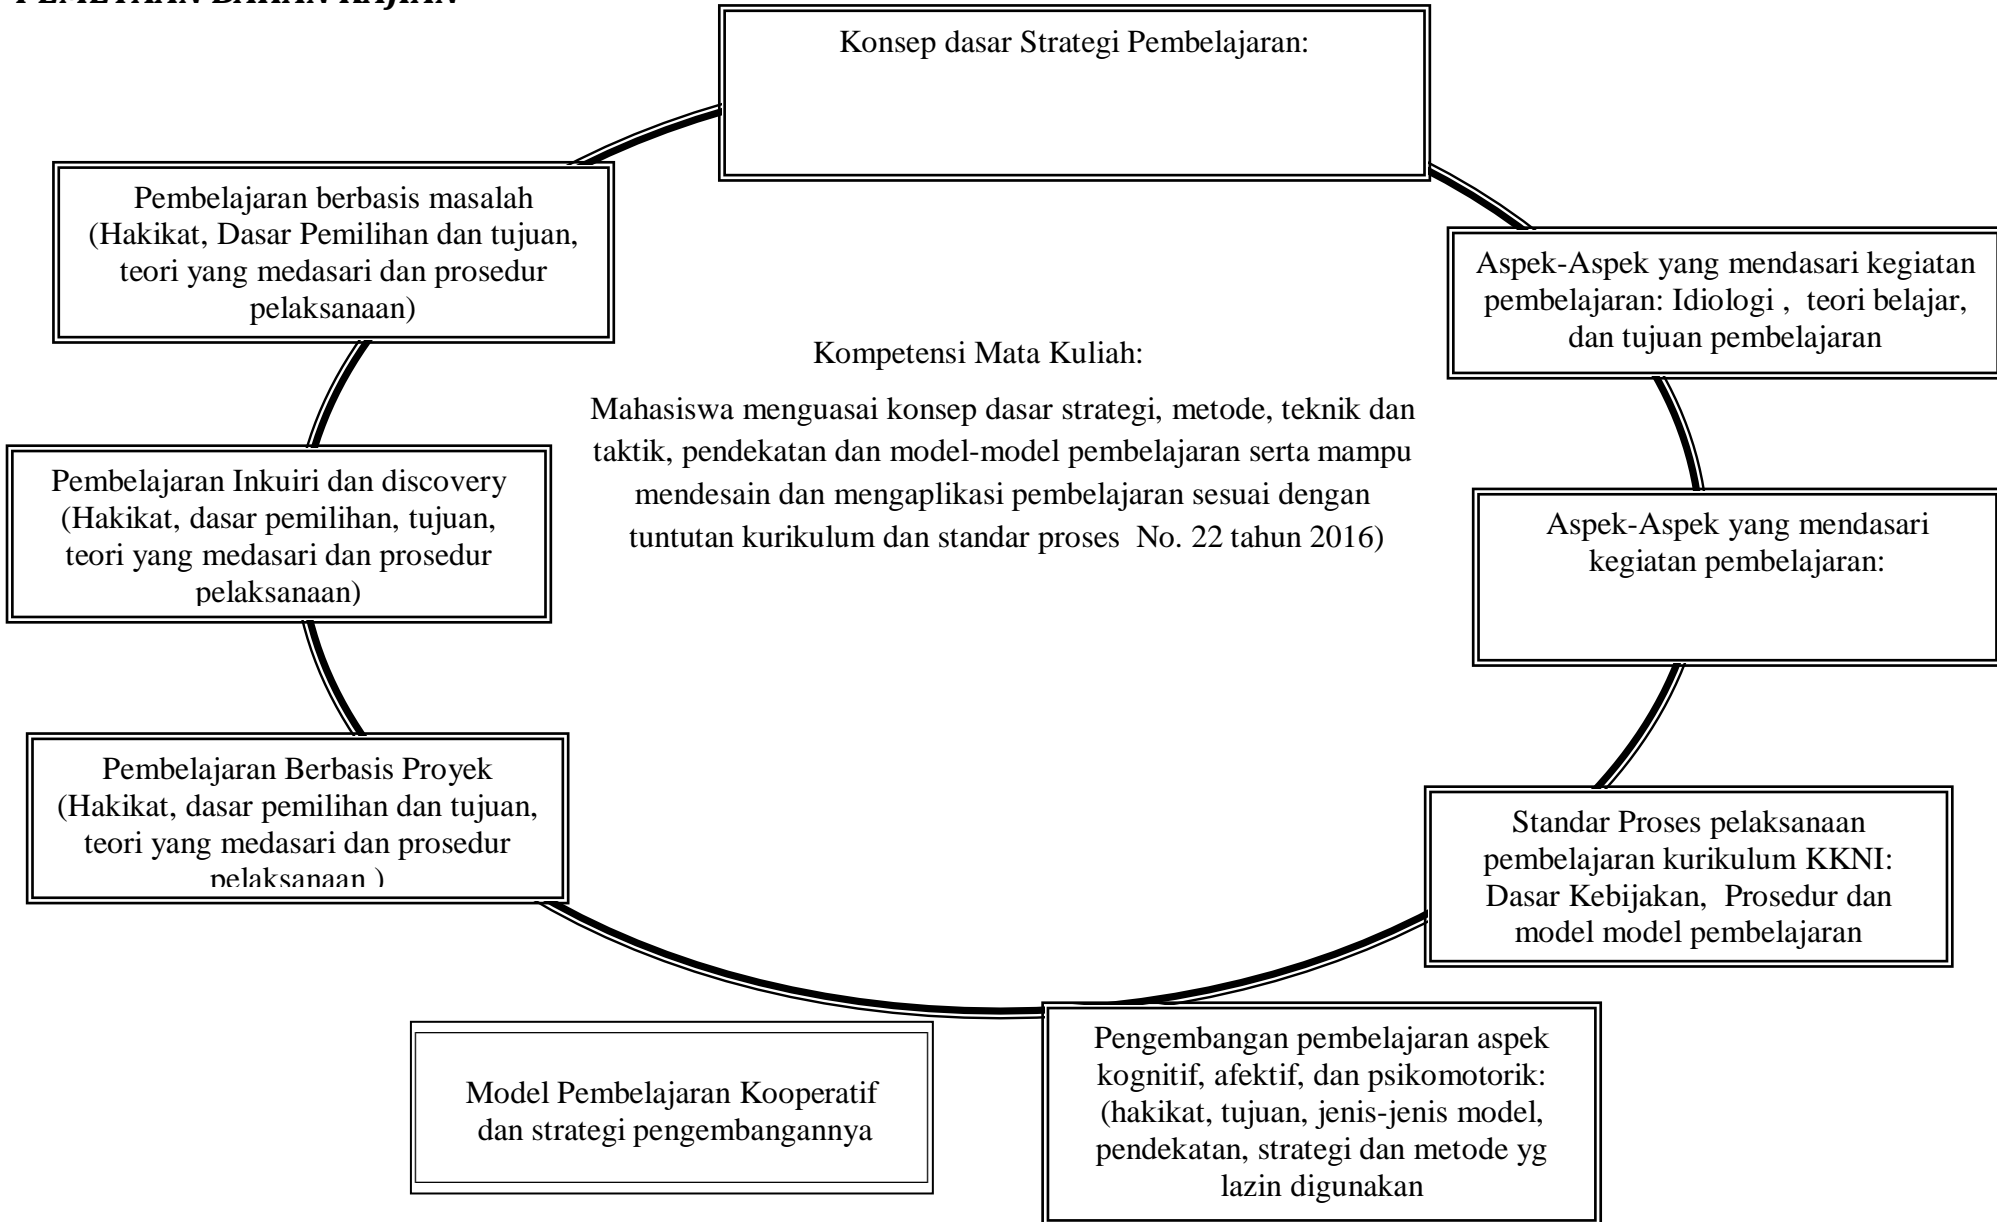 PEMETAAN BAHAN KAJIAN
Konsep dasar Strategi Pembelajaran:
Pembelajaran berbasis masalah
(Hakikat, Dasar Pemilihan dan tujuan,
teori yang medasari dan prosedur
pelaksanaan)
Aspek-Aspek yang mendasari kegiatan
pembelajaran: Idiologi , teori belajar,
dan tujuan pembelajaran
Kompetensi Mata Kuliah:
Mahasiswa menguasai konsep dasar strategi, metode, teknik dan
taktik, pendekatan dan model-model pembelajaran serta mampu
mendesain dan mengaplikasi pembelajaran sesuai dengan
tuntutan kurikulum dan standar proses No. 22 tahun 2016)
Pembelajaran Inkuiri dan discovery
(Hakikat, dasar pemilihan, tujuan,
teori yang medasari dan prosedur
pelaksanaan)
Aspek-Aspek yang mendasari
kegiatan pembelajaran:
Pembelajaran Berbasis Proyek
(Hakikat, dasar pemilihan dan tujuan,
teori yang medasari dan prosedur
pelaksanaan )
Standar Proses pelaksanaan
pembelajaran kurikulum KKNI:
Dasar Kebijakan, Prosedur dan
model model pembelajaran
Model Pembelajaran Kooperatif
dan strategi pengembangannya
Pengembangan pembelajaran aspek
kognitif, afektif, dan psikomotorik:
(hakikat, tujuan, jenis-jenis model,
pendekatan, strategi dan metode yg
lazin digunakan